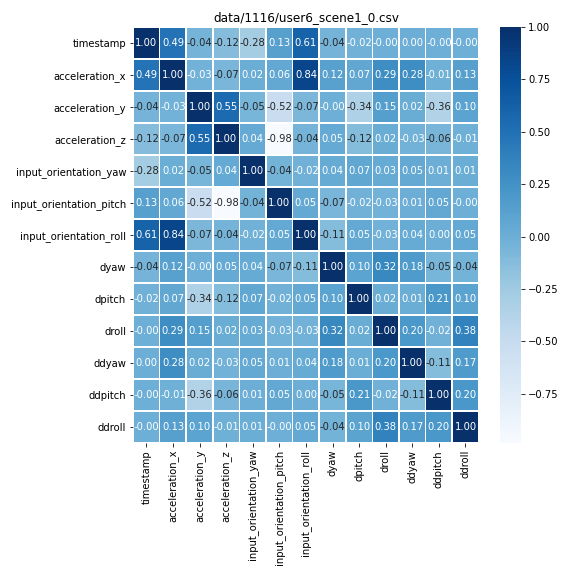 data/1116/user6_scene1_0.csv
timestamp 1.00 0.49 -0.04 -0.12 -0.28 0.13 0.61 -0.04 -0.02 -0.00 0.00 -0.00 -0.00
acceleration_x 0.49 1.00 -0.03 -0.07 0.02 0.06 0.84 0.12 0.07 0.29 0.28 -0.01 0.13
acceleration_y -0.04 -0.03 1.00 0.55 -0.05 -0.52 -0.07 -0.00 -0.34 0.15 0.02 -0.36 0.10
acceleration_z -0.12 -0.07 0.55 1.00 0.04 -0.98 -0.04 0.05 -0.12 0.02 -0.03 -0.06 -0.01
input_orientation_yaw -0.28 0.02 -0.05 0.04 1.00 -0.04 -0.02 0.04 0.07 0.03 0.05 0.01 0.01
input_orientation_pitch 0.13 0.06 -0.52 -0.98 -0.04 1.00 0.05 -0.07 -0.02 -0.03 0.01 0.05 -0.00
input_orientation_roll 0.61 0.84 -0.07 -0.04 -0.02 0.05 1.00 -0.11 0.05 -0.03 0.04 0.00 0.05
dyaw -0.04 0.12 -0.00 0.05 0.04 -0.07 -0.11 1.00 0.10 0.32 0.18 -0.05 -0.04
dpitch -0.02 0.07 -0.34 -0.12 0.07 -0.02 0.05 0.10 1.00 0.02 0.01 0.21 0.10
droll -0.00 0.29 0.15 0.02 0.03 -0.03 -0.03 0.32 0.02 1.00 0.20 -0.02 0.38
ddyaw 0.00 0.28 0.02 -0.03 0.05 0.01 0.04 0.18 0.01 0.20 1.00 -0.11 0.17
ddpitch -0.00 -0.01 -0.36 -0.06 0.01 0.05 0.00 -0.05 0.21 -0.02 -0.11 1.00 0.20
ddroll -0.00 0.13 0.10 -0.01 0.01 -0.00 0.05 -0.04 0.10 0.38 0.17 0.20 1.00
timestamp
acceleration_x
acceleration_y
acceleration_z
input_orientation_yaw
input_orientation_pitch
input_orientation_roll
dyaw
dpitch
droll
ddyaw
ddpitch
ddroll
1.00
0.75
0.50
0.25
0.00
-0.25
-0.50
-0.75